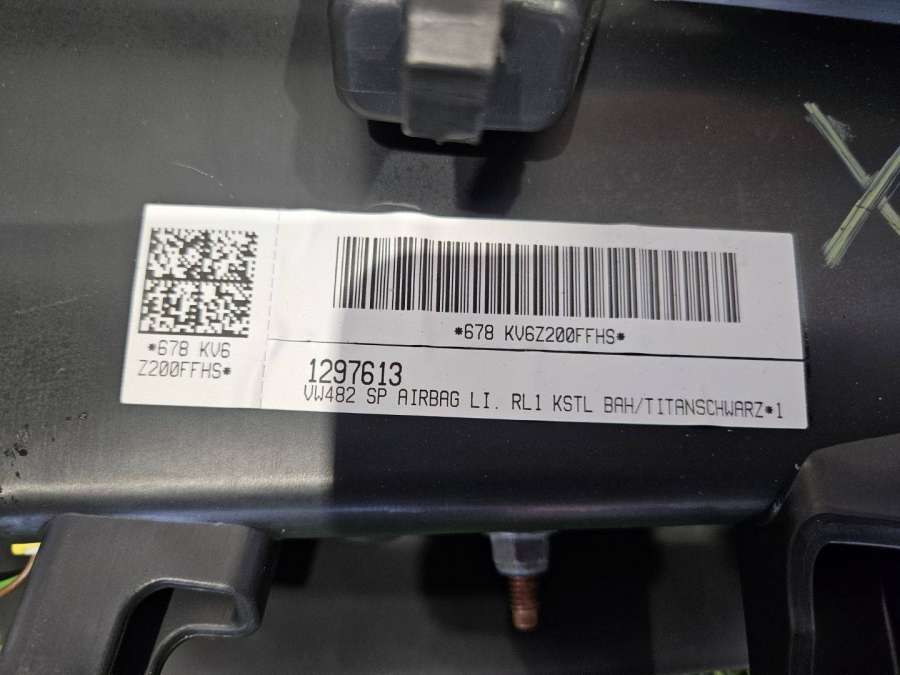 *678 KV6
Z200FFHS*
*678 KV6Z200FFHS*
1297613
VW482 SP AIRBAG LI. RL1 KSTL BAH/TITANSCHWARZ*1